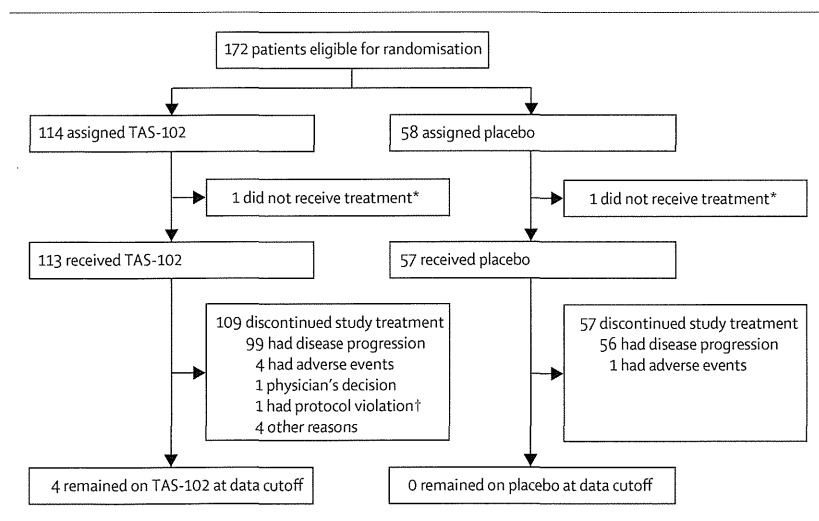 172 patients eligible for randomisation
114 assigned TAS-102
58 assigned placebo
1 did not receive treatment*
1 did not receive treatment*
113 received TAS-102
57 received placebo
109 discontinued study treatment
99 had disease progression
4 had adverse events
1 physician's decision
1 had protocol violation†
4 other reasons
57 discontinued study treatment
56 had disease progression
1 had adverse events
4 remained on TAS-102 at data cutoff
0 remained on placebo at data cutoff